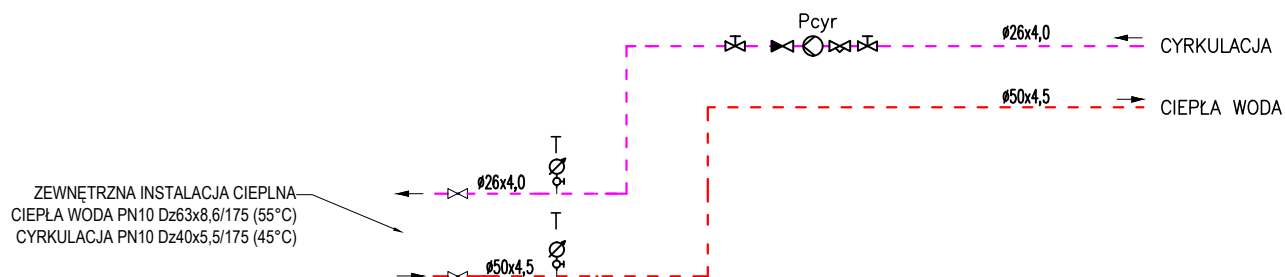 Pcyr
ø26x4,0
CYRKULACJA
ø50x4,5
CIEPŁA WODA
T
ø26x4,0
ZEWNĘTRZNA INSTALACJA CIEPLNA
CIEPŁA WODA PN10 Dz63x8,6/175 (55°C)
CYRKULACJA PN10 Dz40x5,5/175 (45°C)
T
ø50x4,5